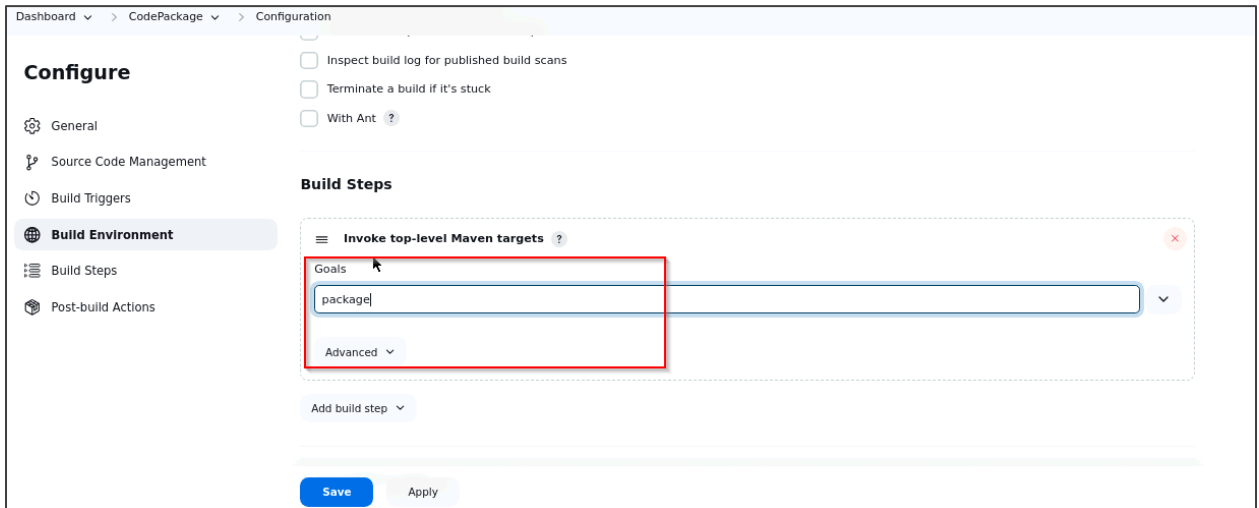 Dashboard > CodePackage > Configuration
Configure
General
Source Code Management
Build Triggers
Build Environment
Build Steps
Post-build Actions
Inspect build log for published build scans
Terminate a build if it's stuck
With Ant ?
Build Steps
Invoke top-level Maven targets ?
Goals
package
Advanced
Add build step
Save Apply